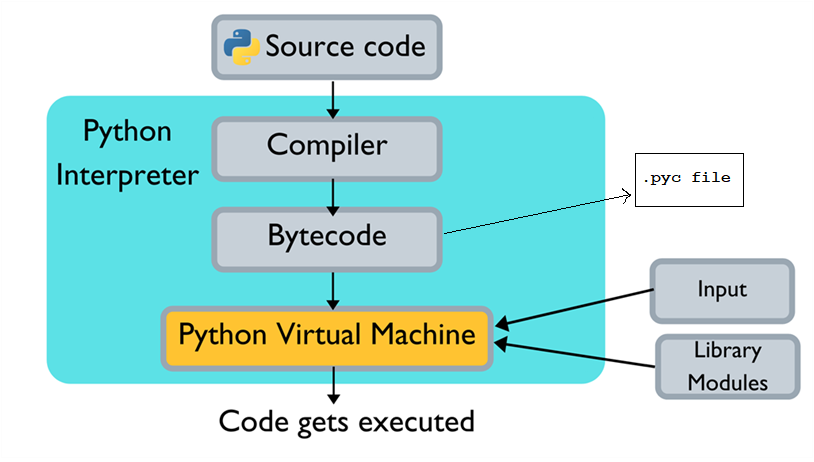 Source code
Python
Interpreter
Compiler
Bytecode
.pyc file
Python Virtual Machine
Input
Library
Modules
Code gets executed